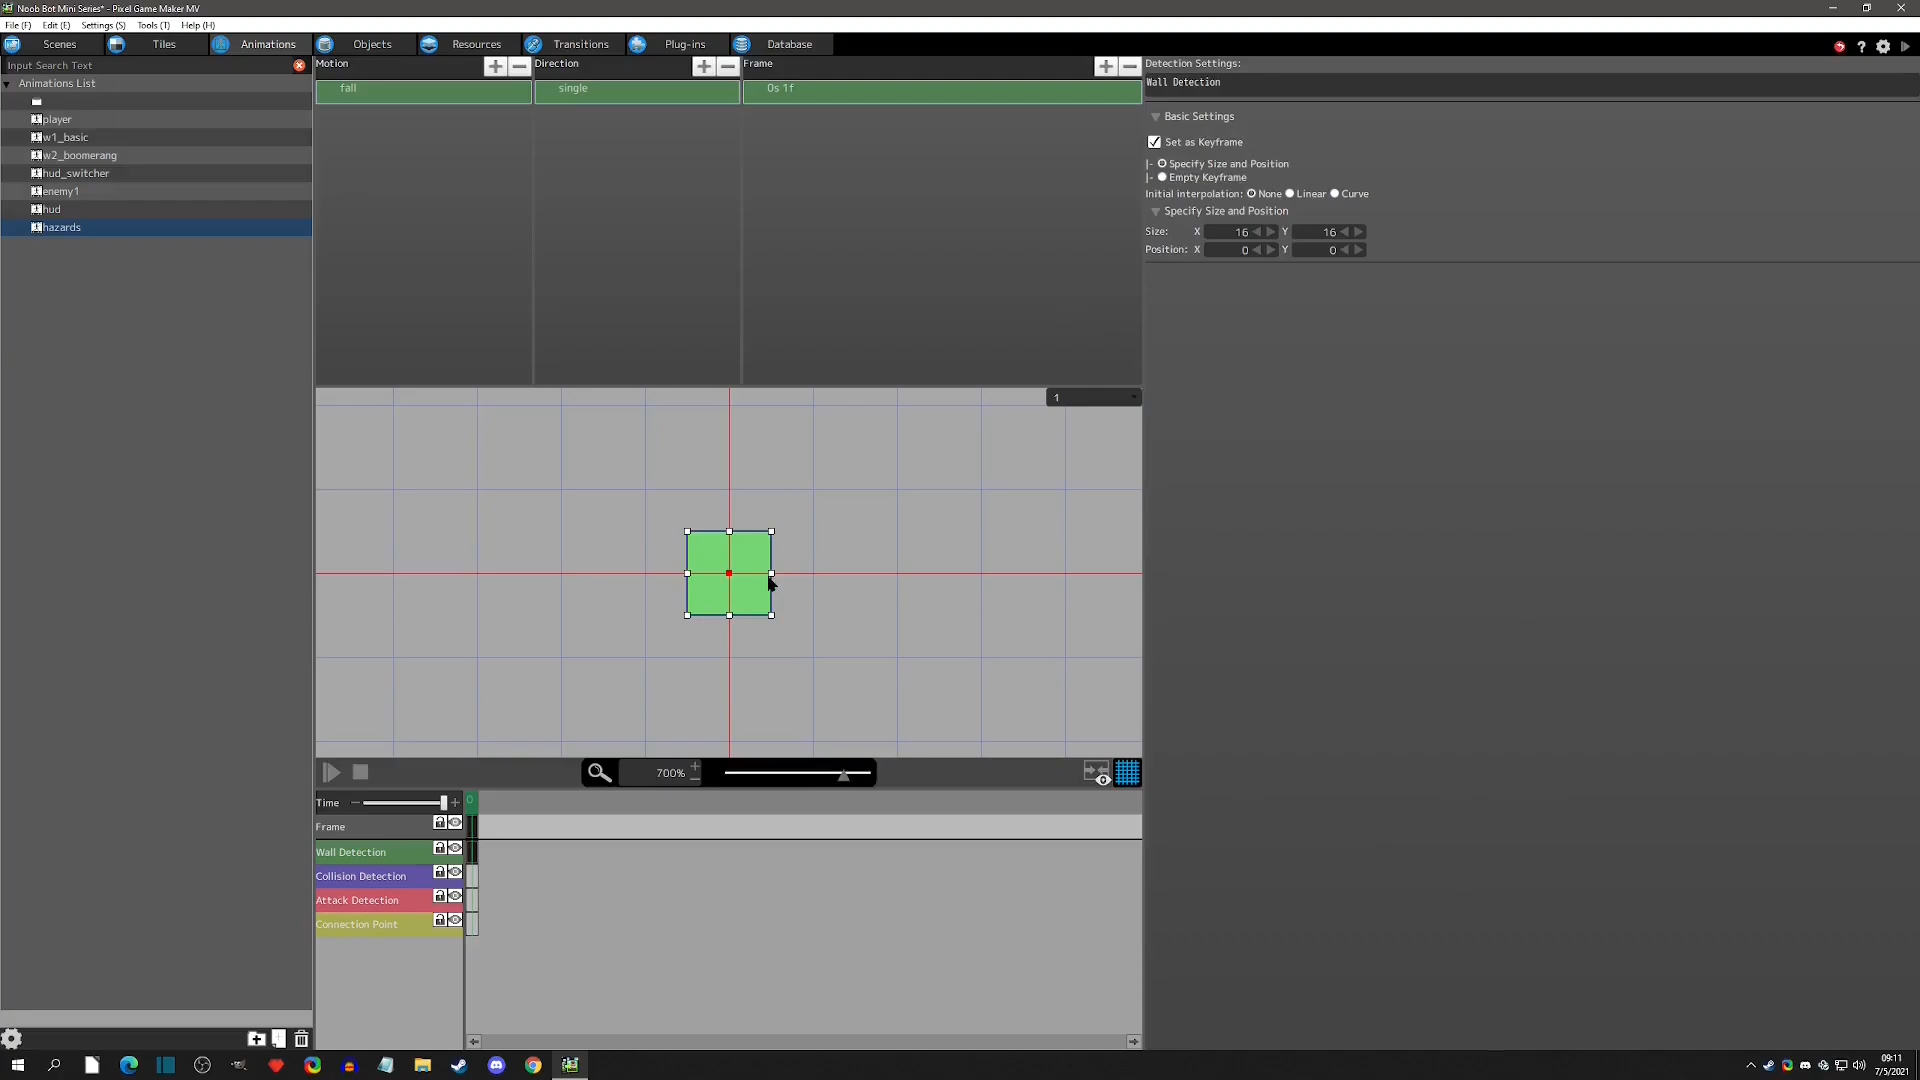 Noob Bot Mini Series* - Pixel Game Maker MV
File (F) Edit (E) Settings (S) Tools (T) Help (H)
Scenes Tiles Animations Objects Resources Transitions Plug-ins Database
Input Search Text
Animations List
player
w1_basic
w2_boomerang
hud_switcher
enemy1
hud
hazards
Motion Direction Frame
fall single 0s 1f
1
700%
Time 0
Frame
Wall Detection
Collision Detection
Attack Detection
Connection Point
Detection Settings:
Wall Detection
Basic Settings
Set as Keyframe
Specify Size and Position
Empty Keyframe
Initial interpolation: None Linear Curve
Specify Size and Position
Size: X 16 Y 16
Position: X 0 Y 0
09:11
7/5/2021